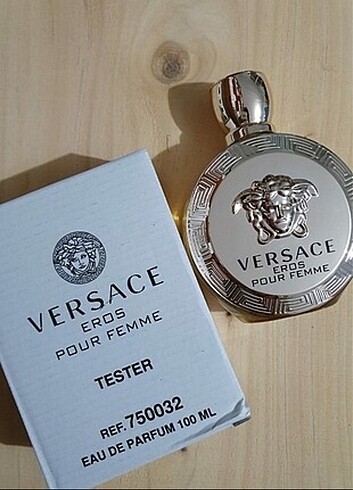 VERSACE
EROS
POUR FEMME
TESTER
REF.750032
EAU DE PARFUM 100 ML
VERSACE
EROS
POUR FEMME